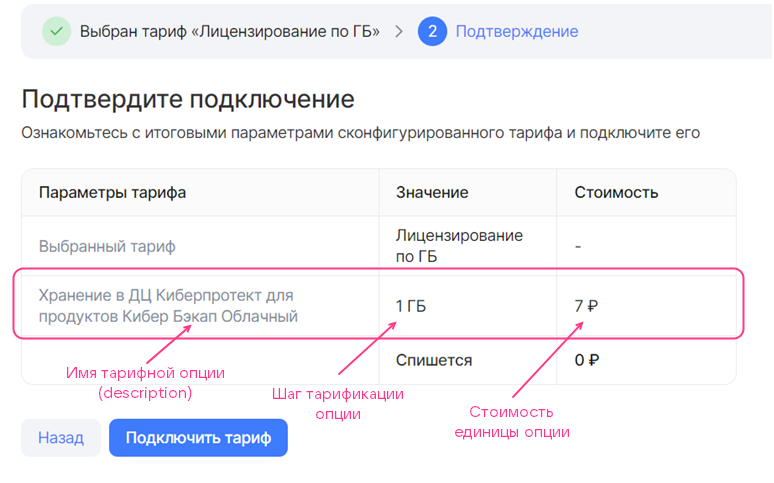 Выбран тариф «Лицензирование по ГБ» 2 Подтверждение
Подтвердите подключение
Ознакомьтесь с итоговыми параметрами сконфигурированного тарифа и подключите его
Параметры тарифа Значение Стоимость
Выбранный тариф Лицензирование по ГБ -
Хранение в ДЦ Киберпротект для продуктов Кибер Бэкап Облачный 1 ГБ 7 ₽
Спишется 0 ₽
Имя тарифной опции
(description)
Шаг тарификации
опции
Стоимость
единицы опции
Назад Подключить тариф